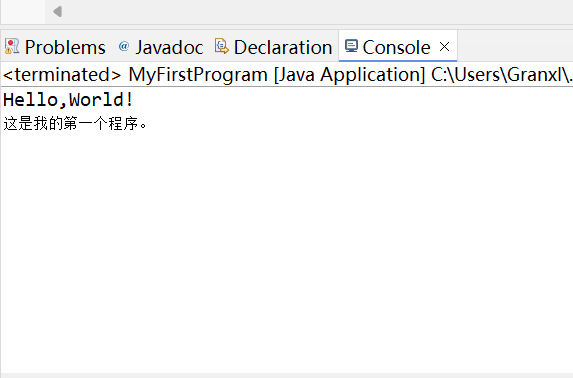 Problems @ Javadoc Declaration Console
<terminated> MyFirstProgram [Java Application] C:\Users\Granxl\.
Hello,World!
这是我的第一个程序。